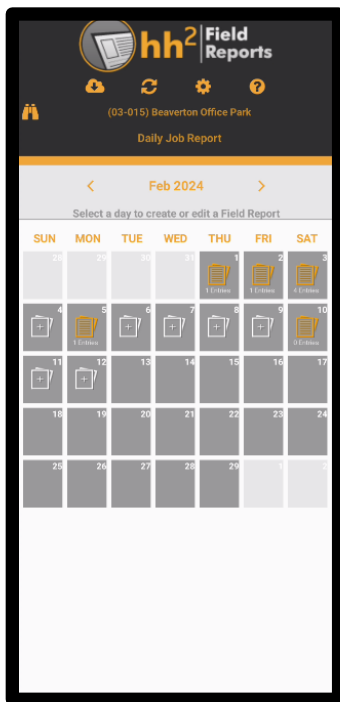 hh2 Field Reports
(03-015) Beaverton Office Park
Daily Job Report
< Feb 2024 >
Select a day to create or edit a Field Report
SUN MON TUE WED THU FRI SAT
28 29 30 31 1 2 3
1 Entries 1 Entries 4 Entries
4 5 6 7 8 9 10
1 Entries 0 Entries
11 12 13 14 15 16 17
18 19 20 21 22 23 24
25 26 27 28 29 1 2